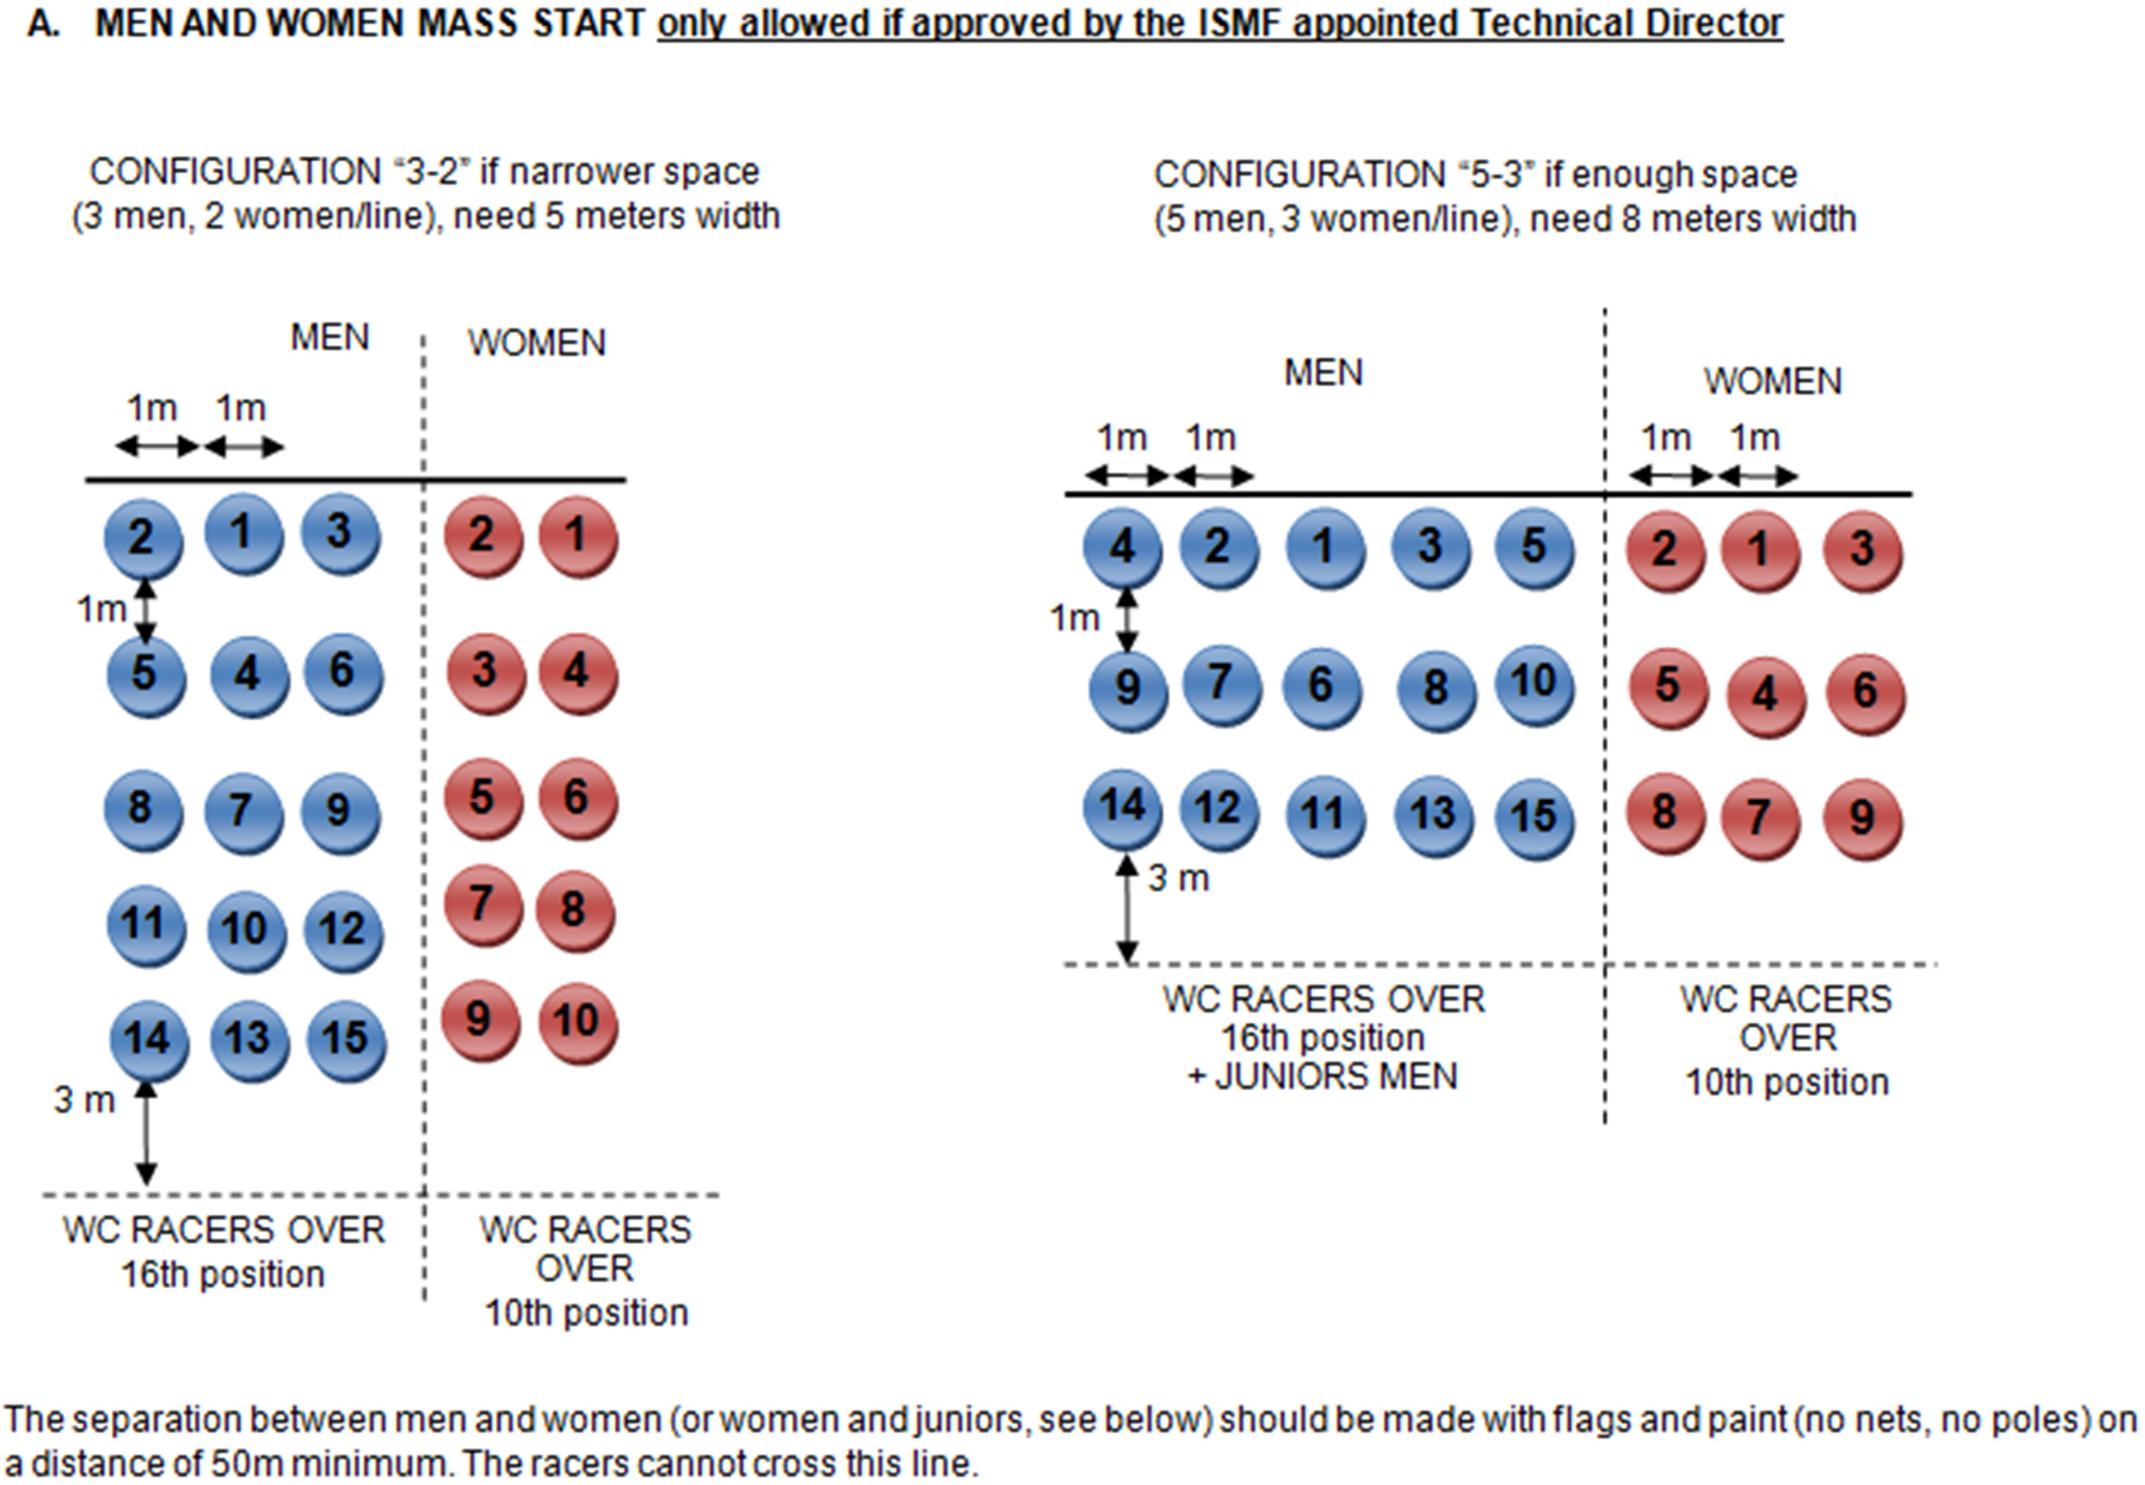 A. MEN AND WOMEN MASS START only allowed if approved by the ISMF appointed Technical Director
CONFIGURATION “3-2” if narrower space
(3 men, 2 women/line), need 5 meters width
MEN WOMEN
1m 1m
2 1 3 2 1
1m
5 4 6 3 4
8 7 9 5 6
11 10 12 7 8
14 13 15 9 10
3 m
WC RACERS OVER
16th position
WC RACERS
OVER
10th position
CONFIGURATION “5-3” if enough space
(5 men, 3 women/line), need 8 meters width
MEN WOMEN
1m 1m 1m 1m
4 2 1 3 5 2 1 3
1m
9 7 6 8 10 5 4 6
14 12 11 13 15 8 7 9
3 m
WC RACERS OVER
16th position
+ JUNIORS MEN
WC RACERS
OVER
10th position
The separation between men and women (or women and juniors, see below) should be made with flags and paint (no nets, no poles) on
a distance of 50m minimum. The racers cannot cross this line.